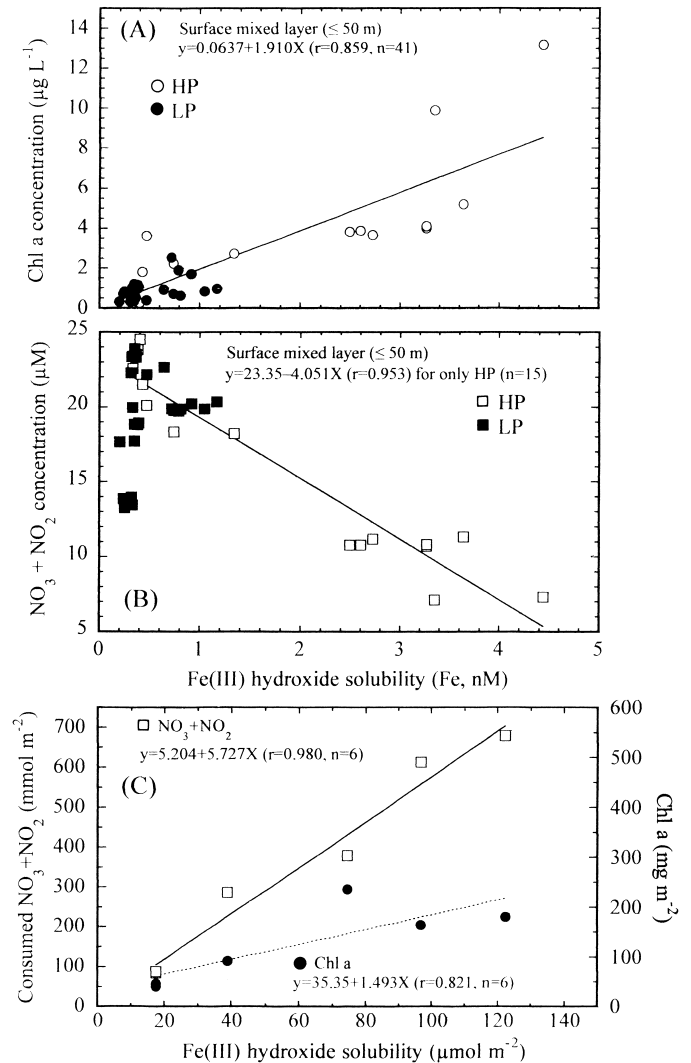 (A)
Surface mixed layer (≤ 50 m)
y=0.0637+1.910X (r=0.859, n=41)
HP
LP
Chl a concentration (μg L⁻¹)
14
12
10
8
6
4
2
0
Surface mixed layer (≤ 50 m)
y=23.35–4.051X (r=0.953) for only HP (n=15)
HP
LP
(B)
NO₃ + NO₂ concentration (μM)
25
20
15
10
5
0 1 2 3 4 5
Fe(III) hydroxide solubility (Fe, nM)
NO₃+NO₂
y=5.204+5.727X (r=0.980, n=6)
(C)
Consumed NO₃+NO₂ (mmol m⁻²)
700
600
500
400
300
200
100
0
Chl a (mg m⁻²)
600
500
400
300
200
100
0
Chl a
y=35.35+1.493X (r=0.821, n=6)
0 20 40 60 80 100 120 140
Fe(III) hydroxide solubility (μmol m⁻²)